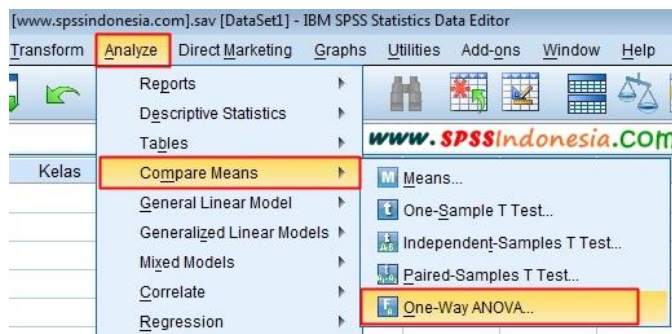 [www.spssindonesia.com].sav [DataSet1] - IBM SPSS Statistics Data Editor
Transform Analyze Direct Marketing Graphs Utilities Add-ons Window Help
Reports
Descriptive Statistics
Tables
www.SPSSIndonesia.COM
Kelas
Compare Means
Means...
General Linear Model
One-Sample T Test...
Generalized Linear Models
Independent-Samples T Test...
Mixed Models
Paired-Samples T Test...
Correlate
One-Way ANOVA...
Regression